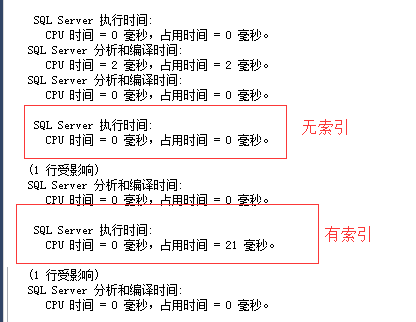 SQL Server 执行时间:
CPU 时间 = 0 毫秒，占用时间 = 0 毫秒。
SQL Server 分析和编译时间:
CPU 时间 = 2 毫秒，占用时间 = 2 毫秒。
SQL Server 分析和编译时间:
CPU 时间 = 0 毫秒，占用时间 = 0 毫秒。
SQL Server 执行时间:
CPU 时间 = 0 毫秒，占用时间 = 0 毫秒。
无索引
(1 行受影响)
SQL Server 分析和编译时间:
CPU 时间 = 0 毫秒，占用时间 = 0 毫秒。
SQL Server 执行时间:
CPU 时间 = 0 毫秒，占用时间 = 21 毫秒。
有索引
(1 行受影响)
SQL Server 分析和编译时间:
CPU 时间 = 0 毫秒，占用时间 = 0 毫秒。